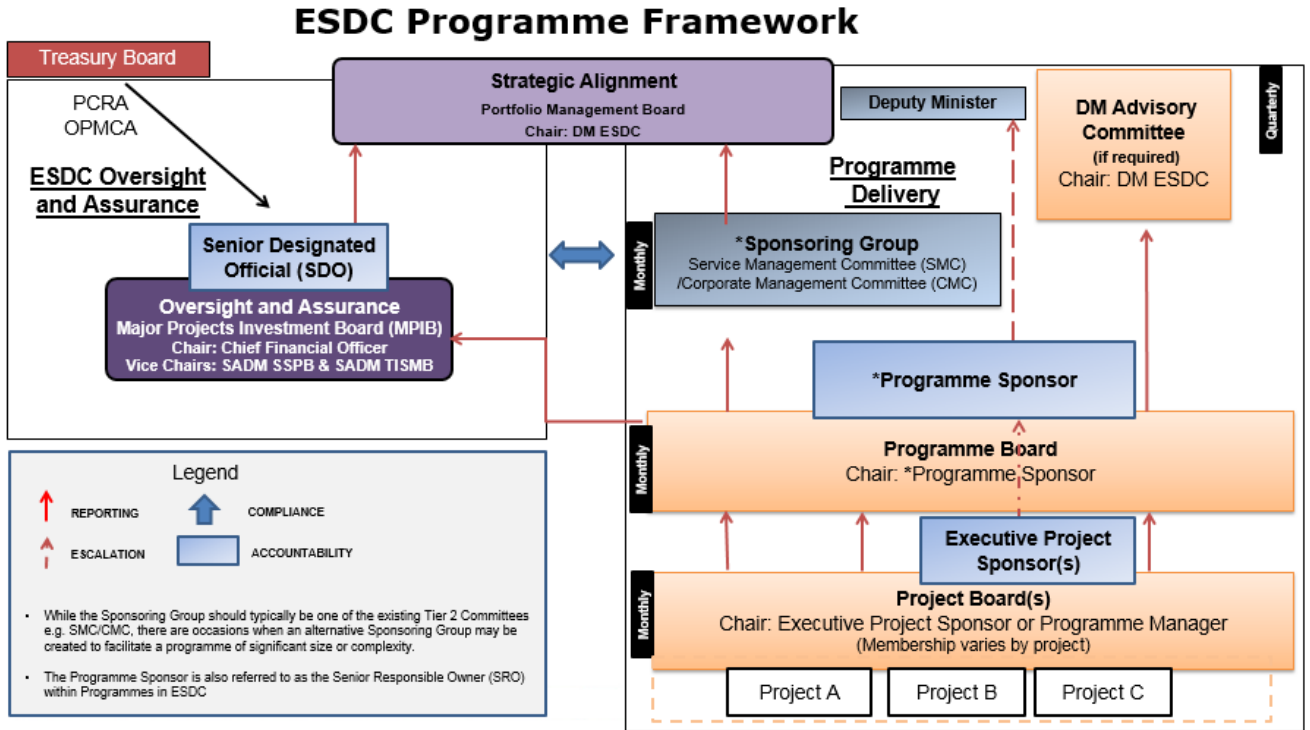 ESDC Programme Framework
Treasury Board
PCRA
OPMCA
ESDC Oversight
and Assurance
Senior Designated
Official (SDO)
Oversight and Assurance
Major Projects Investment Board (MPIB)
Chair: Chief Financial Officer
Vice Chairs: SADM SSPB & SADM TISMB
Strategic Alignment
Portfolio Management Board
Chair: DM ESDC
Deputy Minister
DM Advisory
Committee
(if required)
Chair: DM ESDC
Quarterly
Programme
Delivery
Monthly
*Sponsoring Group
Service Management Committee (SMC)
/Corporate Management Committee (CMC)
*Programme Sponsor
Monthly
Programme Board
Chair: *Programme Sponsor
Executive Project
Sponsor(s)
Monthly
Project Board(s)
Chair: Executive Project Sponsor or Programme Manager
(Membership varies by project)
Project A
Project B
Project C
Legend
REPORTING
COMPLIANCE
ESCALATION
ACCOUNTABILITY
• While the Sponsoring Group should typically be one of the existing Tier 2 Committees
e.g. SMC/CMC, there are occasions when an alternative Sponsoring Group may be
created to facilitate a programme of significant size or complexity.
• The Programme Sponsor is also referred to as the Senior Responsible Owner (SRO)
within Programmes in ESDC